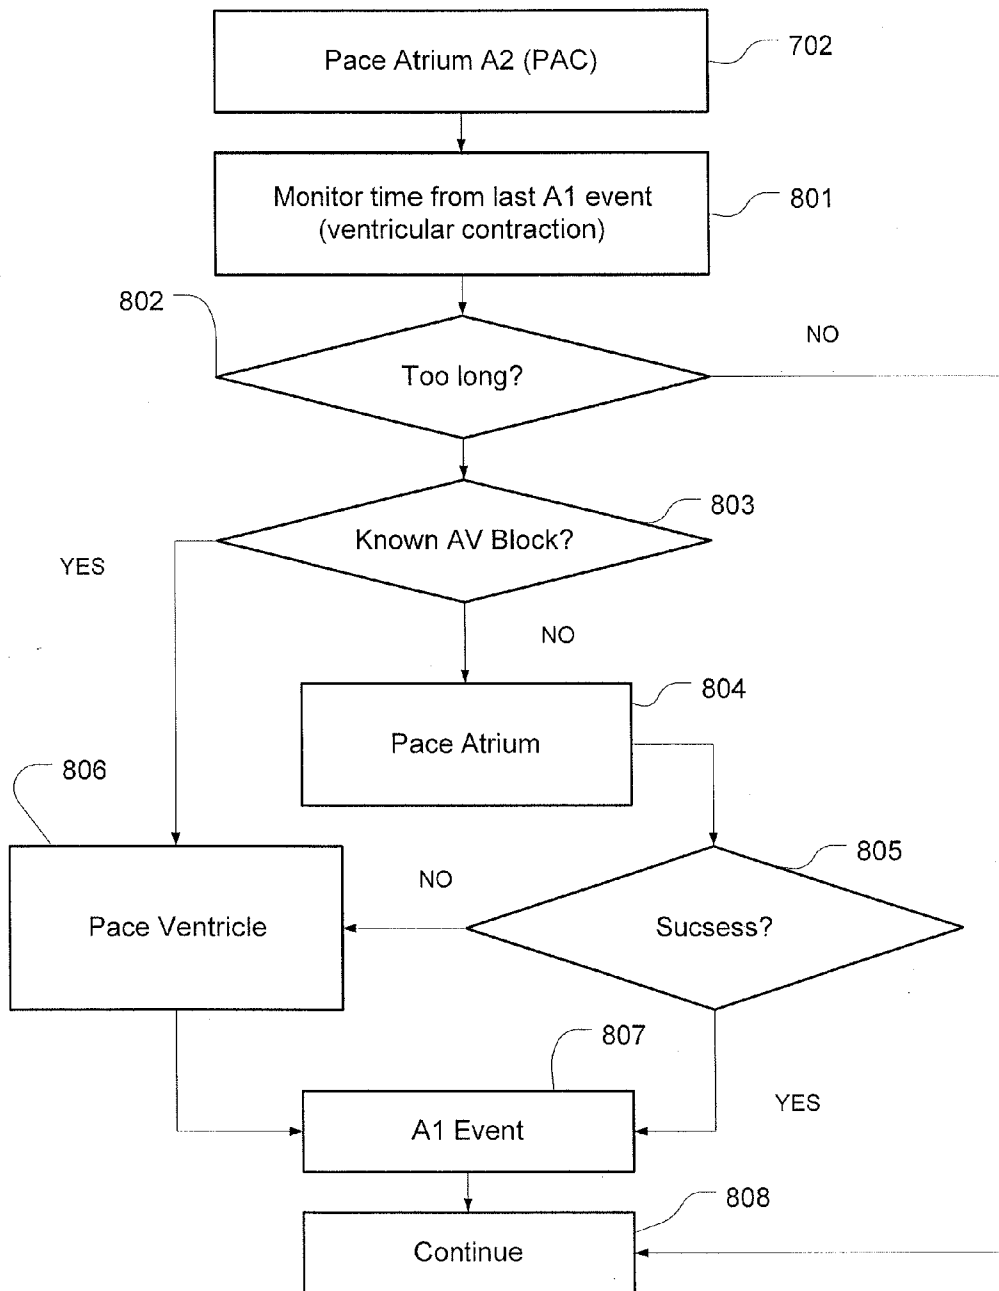 Pace Atrium A2 (PAC)
702
Monitor time from last A1 event
(ventricular contraction)
801
802
Too long?
NO
Known AV Block?
803
YES
NO
Pace Atrium
804
806
Pace Ventricle
NO
Sucsess?
805
A1 Event
807
YES
Continue
808